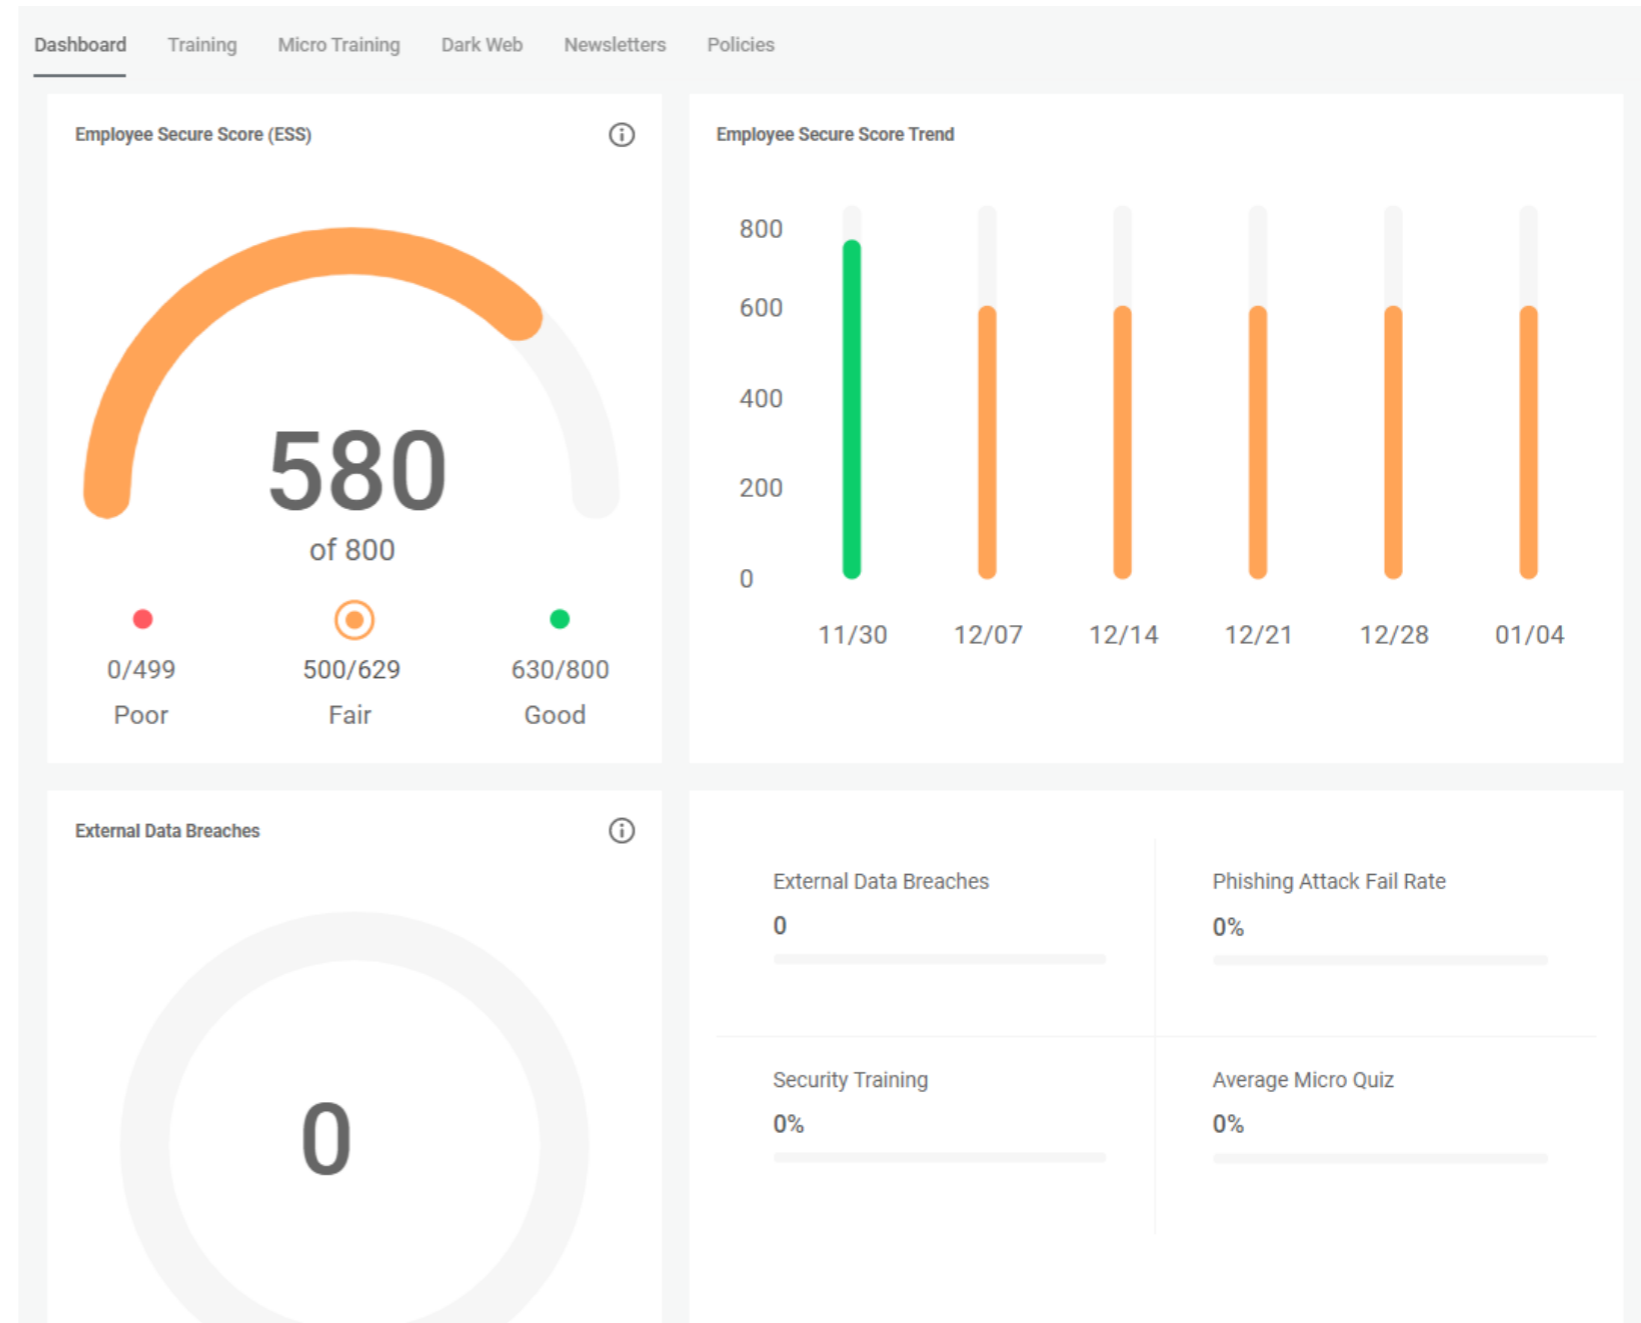 Dashboard Training Micro Training Dark Web Newsletters Policies
Employee Secure Score (ESS)
580
of 800
0/499 500/629 630/800
Poor Fair Good
Employee Secure Score Trend
800
600
400
200
0
11/30 12/07 12/14 12/21 12/28 01/04
External Data Breaches
0
External Data Breaches
0
Phishing Attack Fail Rate
0%
Security Training
0%
Average Micro Quiz
0%